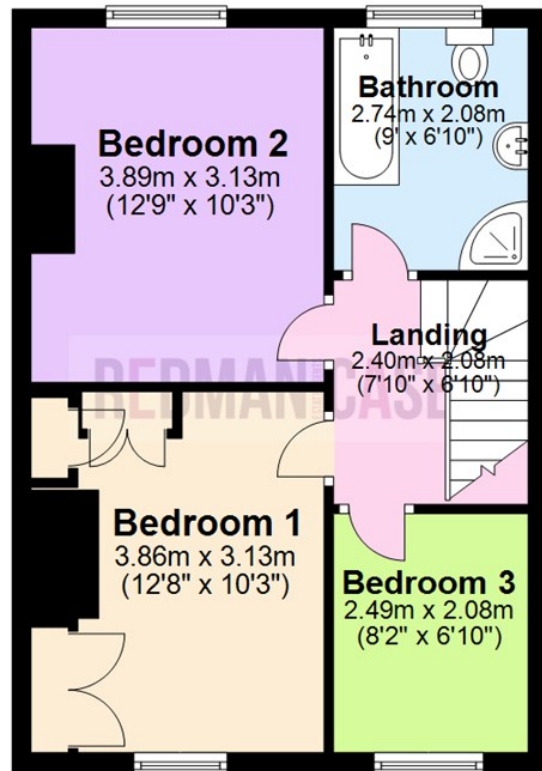 Bedroom 2
3.89m x 3.13m
(12'9" x 10'3")
Bathroom
2.74m x 2.08m
(9' x 6'10")
Landing
2.40m x 2.08m
(7'10" x 6'10")
REDMAN CASEY
Bedroom 1
3.86m x 3.13m
(12'8" x 10'3")
Bedroom 3
2.49m x 2.08m
(8'2" x 6'10")